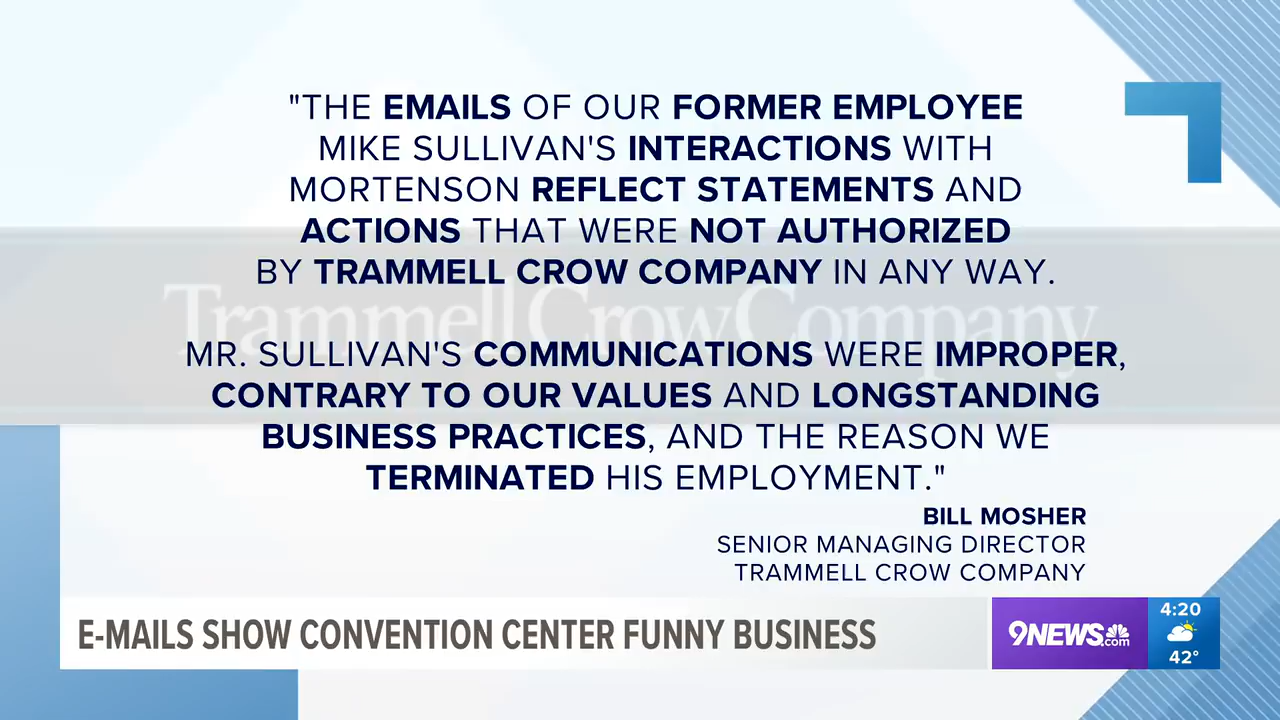 "THE EMAILS OF OUR FORMER EMPLOYEE
MIKE SULLIVAN'S INTERACTIONS WITH
MORTENSON REFLECT STATEMENTS AND
ACTIONS THAT WERE NOT AUTHORIZED
BY TRAMMELL CROW COMPANY IN ANY WAY.
Trammell Crow Company
MR. SULLIVAN'S COMMUNICATIONS WERE IMPROPER,
CONTRARY TO OUR VALUES AND LONGSTANDING
BUSINESS PRACTICES, AND THE REASON WE
TERMINATED HIS EMPLOYMENT."
BILL MOSHER
SENIOR MANAGING DIRECTOR
TRAMMELL CROW COMPANY
E-MAILS SHOW CONVENTION CENTER FUNNY BUSINESS
9NEWS.com
4:20
42°